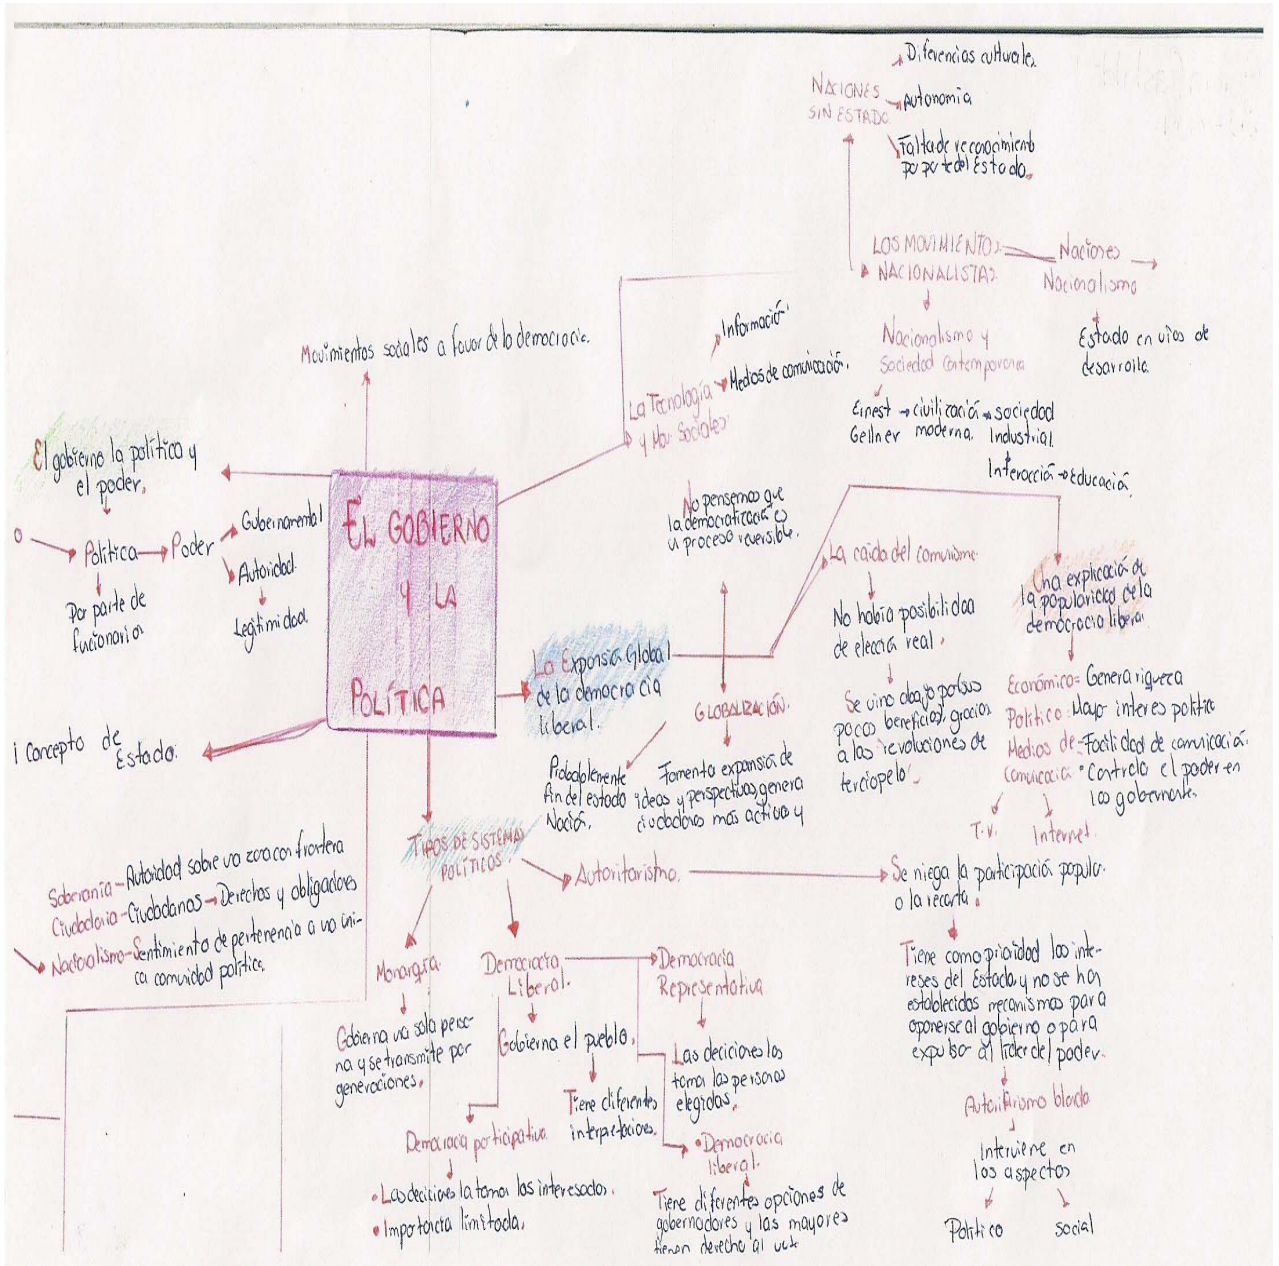 Diferencias culturales
NACIONES
SIN ESTADO
Autonomía
Falta de reconocimiento
por parte del Estado.
LOS MOVIMIENTOS
NACIONALISTAS
Naciones
Nacionalismo
Estado en vías de
desarrollo.
Nacionalismo y
Sociedad Contemporanea
Ernest → civilización → sociedad
Gellner moderna. Industrial.
Interacción → Educación.
Movimientos sociales a favor de la democracia.
Información
Medios de comunicación.
La Tecnología
y Mov. Sociales
El gobierno la política y
el poder.
Política → Poder
Gubernamental
Autoridad.
Legitimidad.
Por parte de
funcionarios
EL GOBIERNO
Y LA
POLÍTICA
No pensemos que
la democratización es
un proceso reversible.
La caída del comunismo
No había posibilidad
de elección real.
Se vino abajo por sus
pocos beneficios, gracias
a las revoluciones de
terciopelo.
Una explicación de
la popularidad de la
democracia liberal
Económico = Genera riqueza
Politico = Mayor interes politico
Medios de = Facilidad de comunicación.
Comunicación • Controla el poder en
los gobernantes.
T.V.
Internet.
La Expansión Global
de la democracia
liberal.
GLOBALIZACIÓN.
Probablemente
fin del estado
Nación.
Fomenta expansión de
ideas y perspectivas, genera
ciudadanos más activos y
l Concepto de
Estado.
TIPOS DE SISTEMAS
POLÍTICOS.
Autoritarismo.
Se niega la participación popular
o la recorta.
Tiene como prioridad los inte-
reses del Estado, y no se han
establecidos mecanismos para
oponerse al gobierno o para
expulsar al líder del poder.
Autoritarismo blando
Interviene en
los aspectos
Politico
Social
Soberanía - Autoridad sobre una zona con frontera
Ciudadania - Ciudadanos → Derechos y obligaciones
Nacionalismo - Sentimiento de pertenencia a una úni-
ca comunidad política.
Monarquía.
Gobierna una sola perso-
na y se transmite por
generaciones.
Democracia
Liberal.
Gobierna el pueblo.
Tiene diferentes
interpretaciones.
Democracia
Representativa
Las deciciones las
toman las personas
elegidas.
• Democracia
liberal.
Tiene diferentes opciones de
gobernadores y las mayores
tienen derecho al voto
Democracia participativa
• Las deciciones la toman los interesados.
• Importancia limitada.